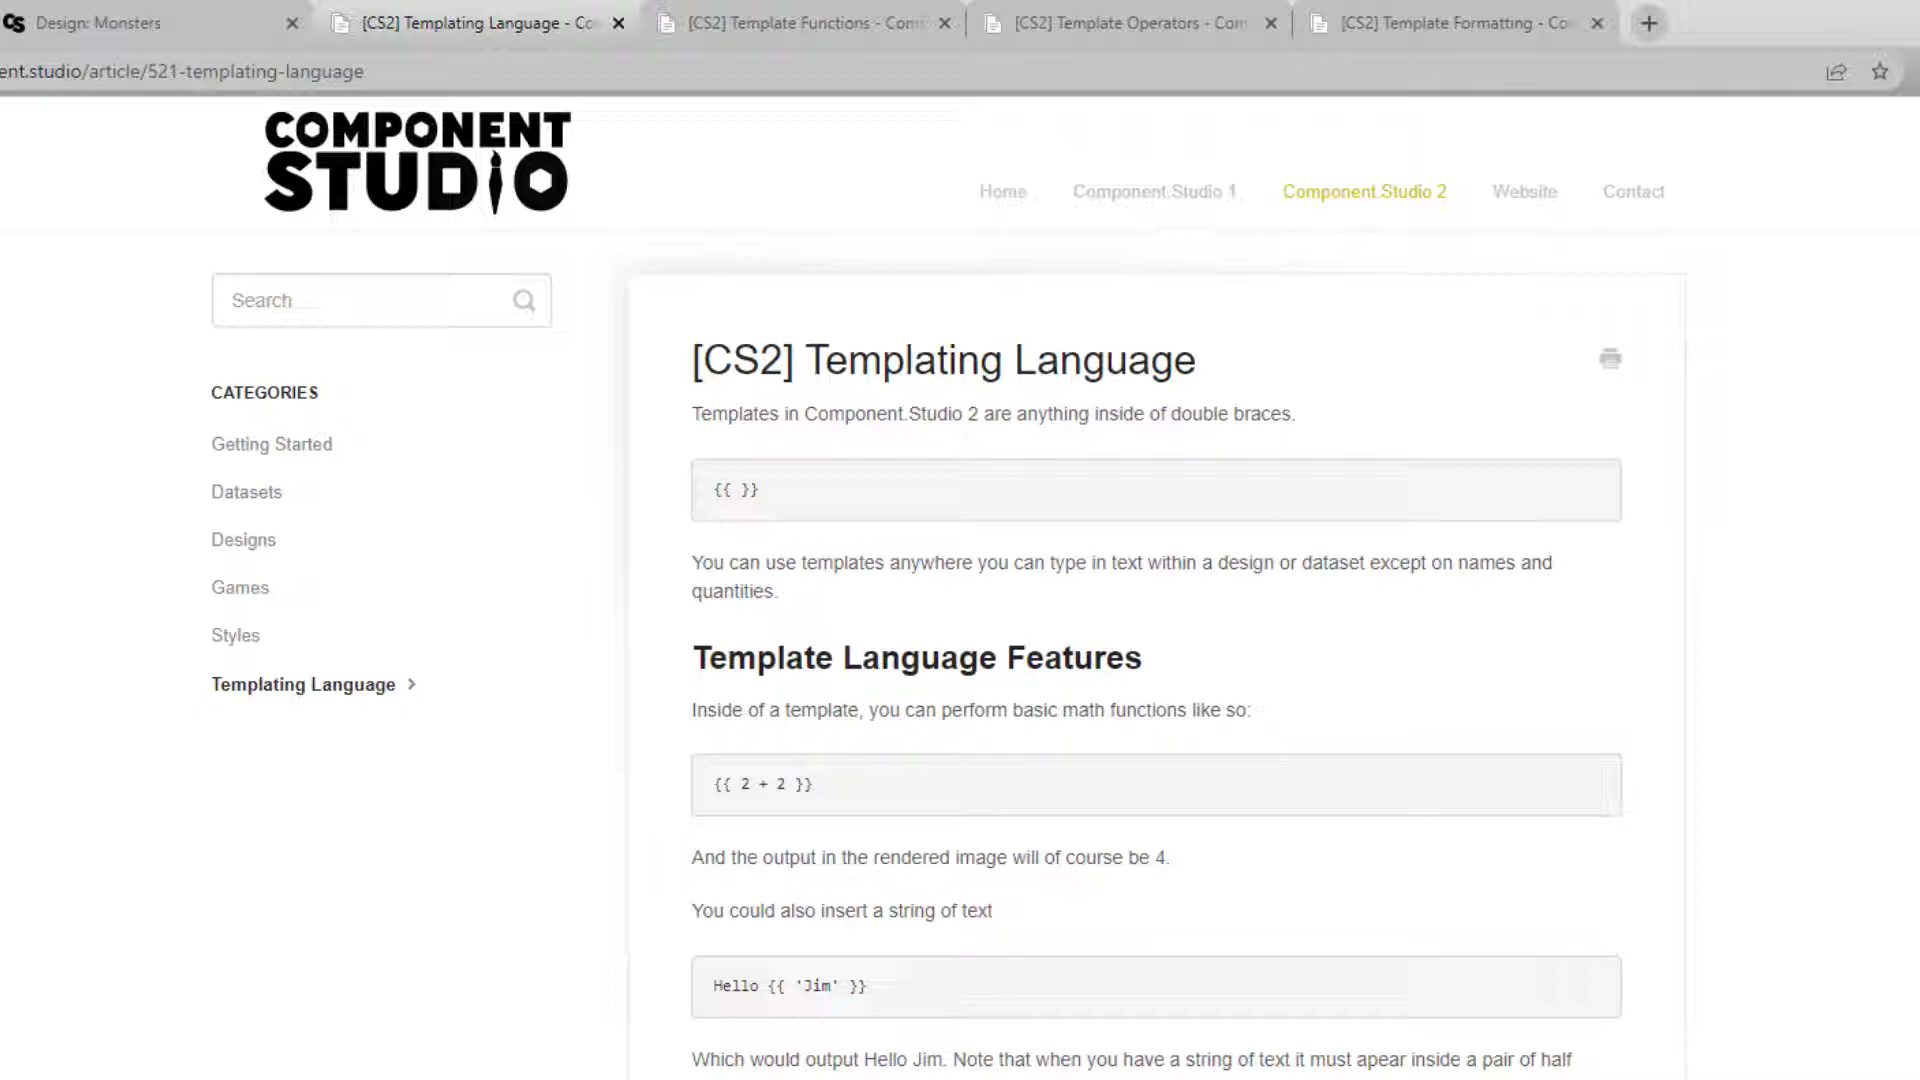 Design: Monsters
[CS2] Templating Language - Co
[CS2] Template Functions - Com
[CS2] Template Operators - Com
[CS2] Template Formatting - Co
ent.studio/article/521-templating-language
COMPONENT
STUDIO
Home
Component.Studio 1
Component.Studio 2
Website
Contact
Search
CATEGORIES
Getting Started
Datasets
Designs
Games
Styles
Templating Language
[CS2] Templating Language
Templates in Component.Studio 2 are anything inside of double braces.
{{ }}
You can use templates anywhere you can type in text within a design or dataset except on names and
quantities.
Template Language Features
Inside of a template, you can perform basic math functions like so:
{{ 2 + 2 }}
And the output in the rendered image will of course be 4.
You could also insert a string of text
Hello {{ 'Jim' }}
Which would output Hello Jim. Note that when you have a string of text it must apear inside a pair of half